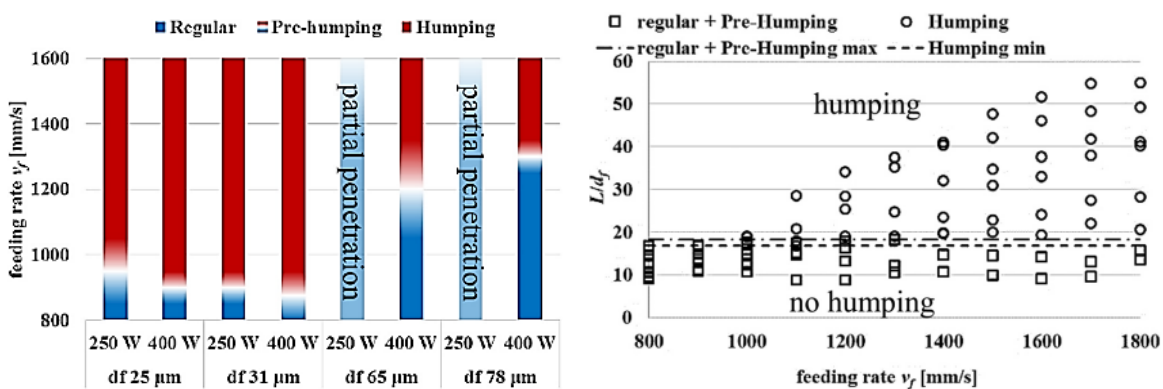 Regular Pre-humping Humping
feeding rate vf [mm/s]
1600
1400
1200
1000
800
partial penetration
partial penetration
250 W 400 W 250 W 400 W 250 W 400 W 250 W 400 W
df 25 µm df 31 µm df 65 µm df 78 µm
regular + Pre-Humping Humping
regular + Pre-Humping max Humping min
L/df
60
50
40
30
20
10
0
humping
no humping
800 1000 1200 1400 1600 1800
feeding rate vf [mm/s]